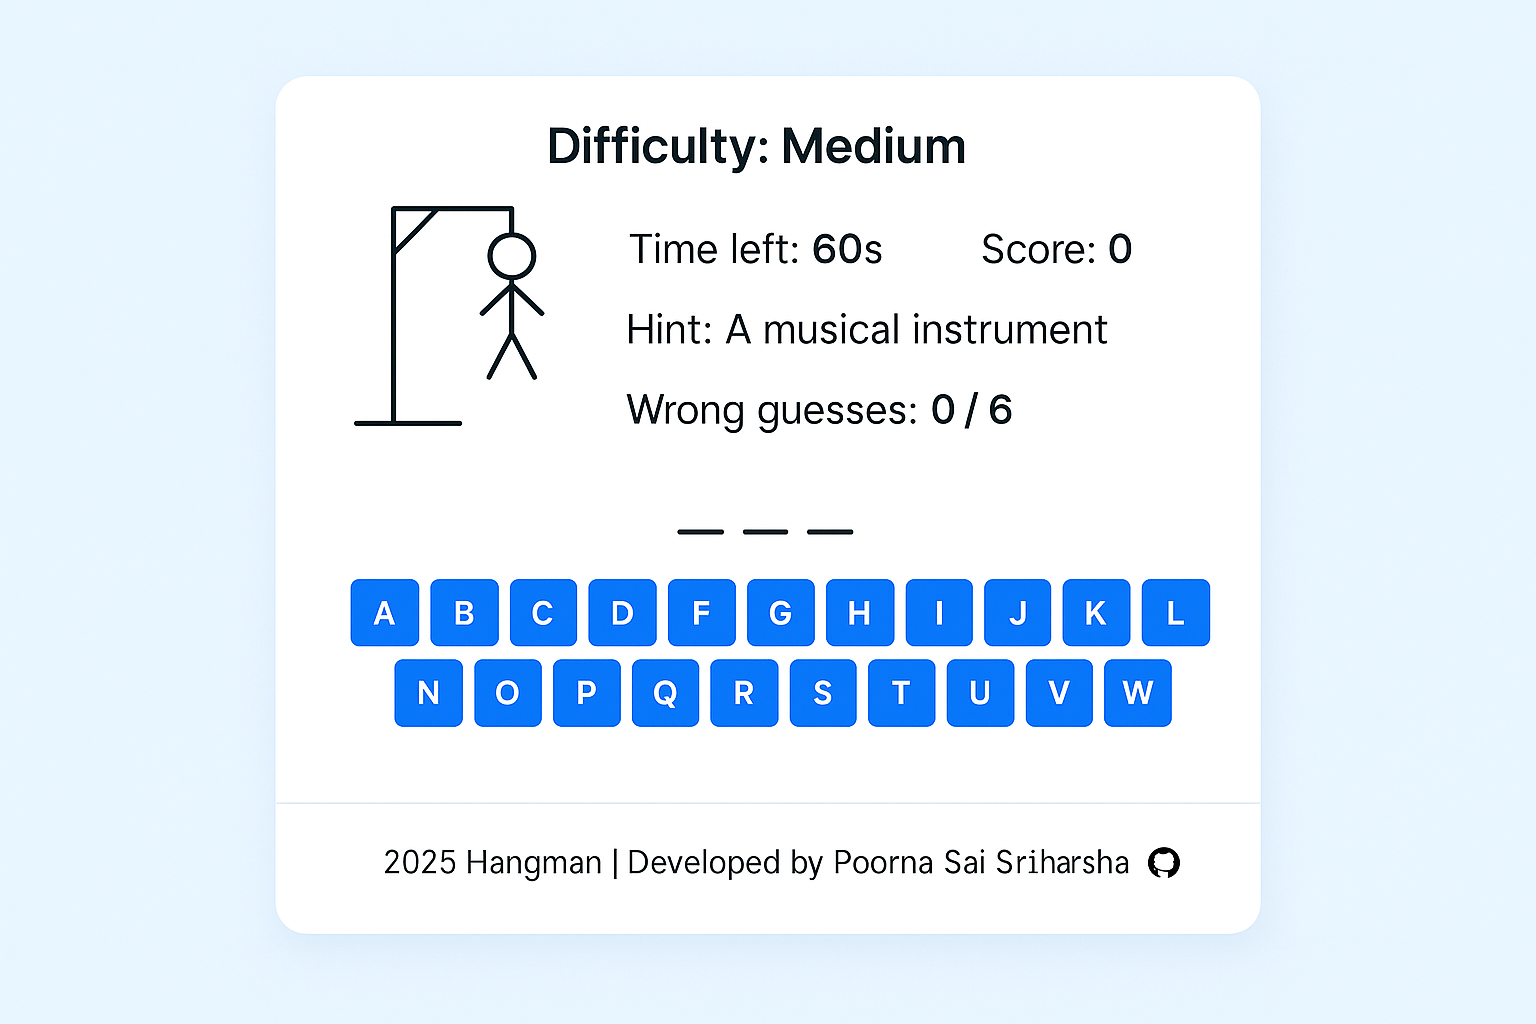 Difficulty: Medium
Time left: 60s Score: 0
Hint: A musical instrument
Wrong guesses: 0 / 6
A B C D F G H I J K L
N O P Q R S T U V W
2025 Hangman | Developed by Poorna Sai Sriharsha